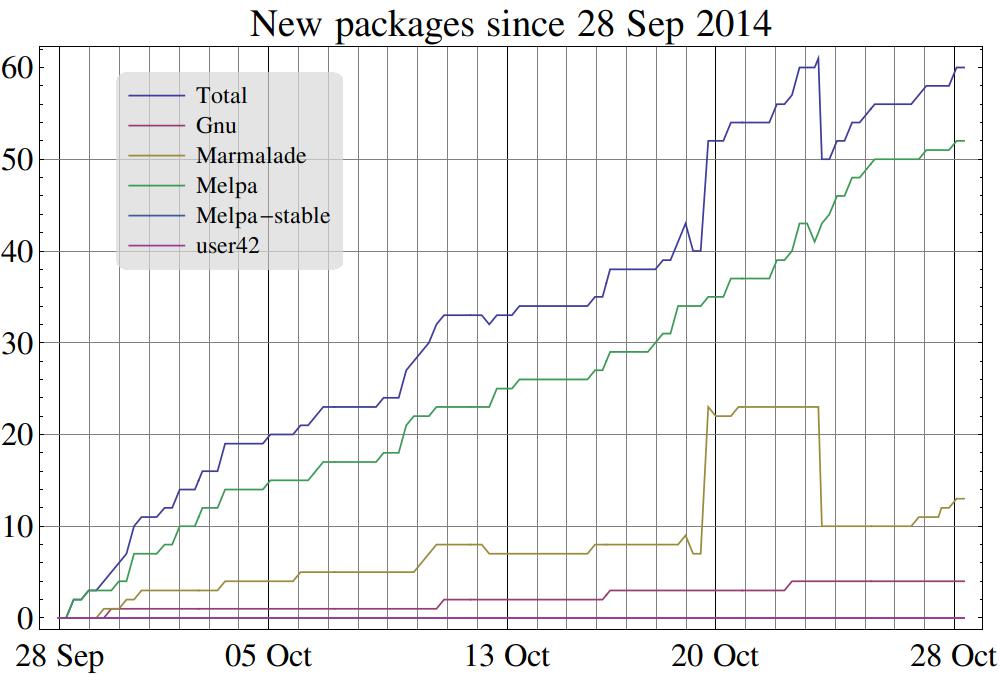 New packages since 28 Sep 2014
60
50
40
30
20
10
0
Total
Gnu
Marmalade
Melpa
Melpa-stable
user42
28 Sep 05 Oct 13 Oct 20 Oct 28 Oct